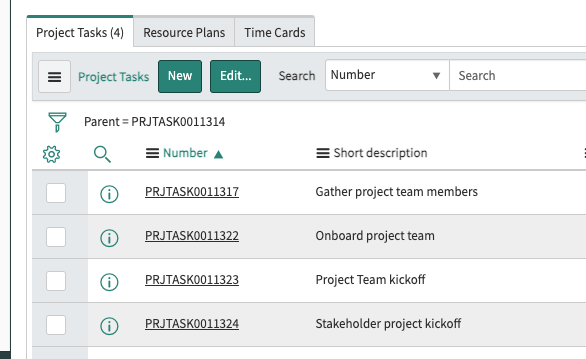 Project Tasks (4) Resource Plans Time Cards
Project Tasks New Edit... Search Number Search
Parent = PRJTASK0011314
Number Short description
PRJTASK0011317 Gather project team members
PRJTASK0011322 Onboard project team
PRJTASK0011323 Project Team kickoff
PRJTASK0011324 Stakeholder project kickoff